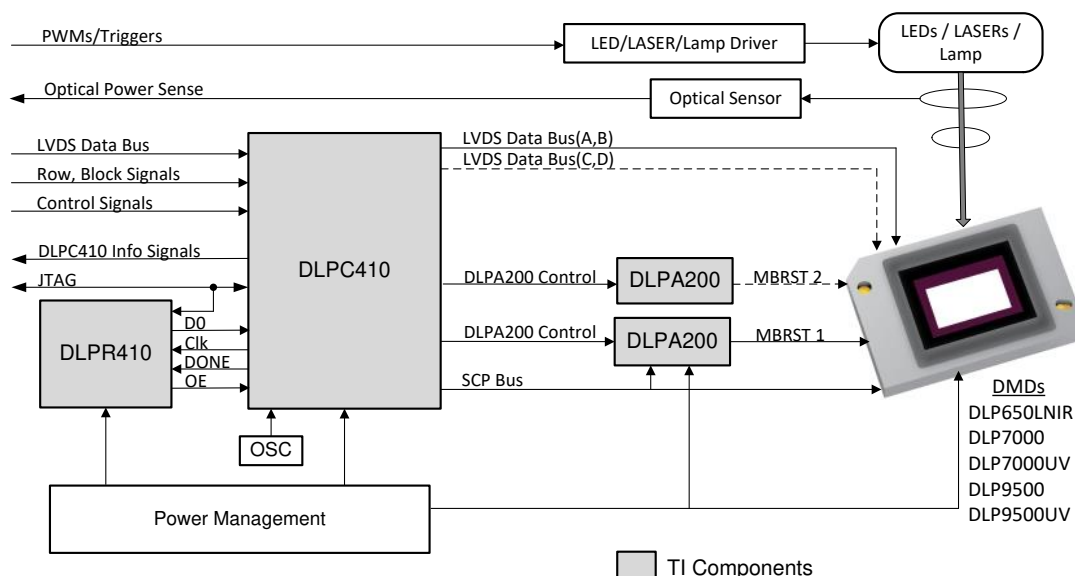 PWMs/Triggers
LED/LASER/Lamp Driver
LEDs / LASERs /
Lamp
Optical Power Sense
Optical Sensor
LVDS Data Bus
Row, Block Signals
Control Signals
DLPC410 Info Signals
JTAG
DLPC410
LVDS Data Bus(A,B)
LVDS Data Bus(C,D)
DLPA200 Control
DLPA200
MBRST 2
DLPA200 Control
DLPA200
MBRST 1
SCP Bus
DLPR410
D0
Clk
DONE
OE
OSC
Power Management
DMDs
DLP650LNIR
DLP7000
DLP7000UV
DLP9500
DLP9500UV
TI Components